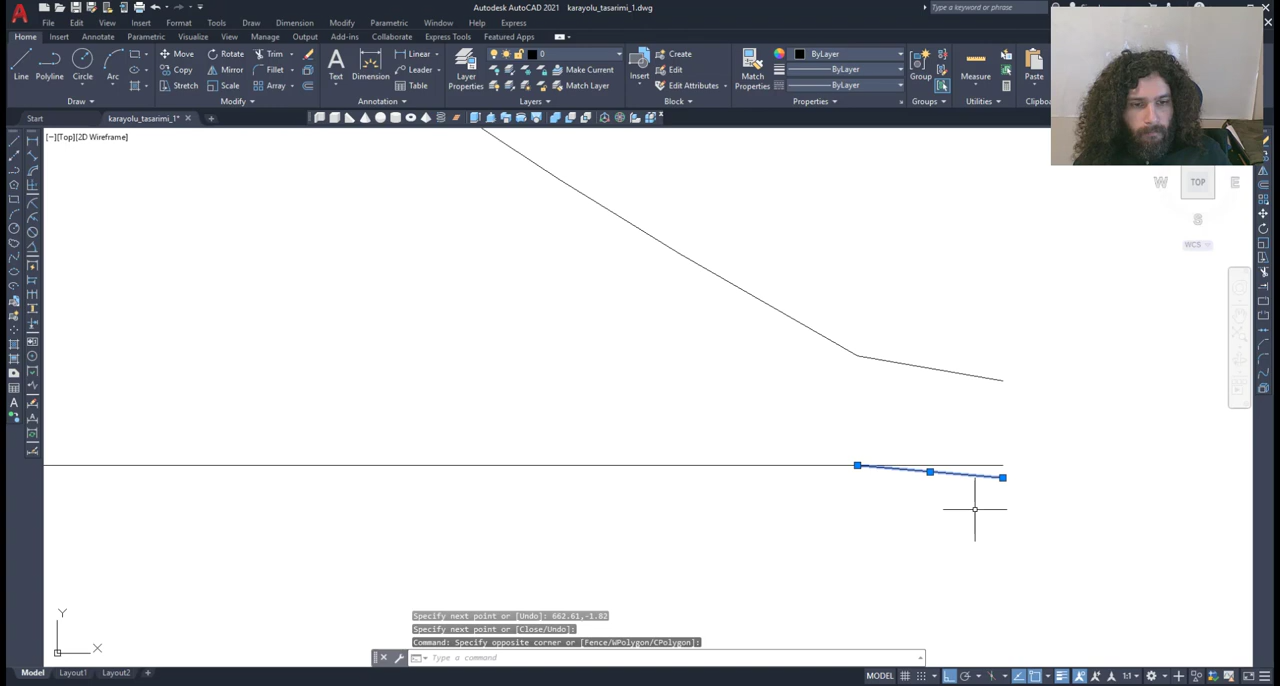 Autodesk AutoCAD 2021 karayolu_tasarimi_1.dwg
Type a keyword or phrase
File Edit View Insert Format Tools Draw Dimension Modify Parametric Window Help Express
Home Insert Annotate Parametric View Manage Output Add-ins Collaborate Express Tools Featured Apps
Line Polyline Circle Arc
Move Rotate Trim
Copy Mirror Fillet
Stretch Scale Array
Text Dimension
Linear
Leader
Table
Layer Properties
0
Make Current
Match Layer
Insert
Create
Edit
Edit Attributes
Match Properties
ByLayer
ByLayer
ByLayer
Group
Measure
Paste
Draw Modify Annotation Layers Block Properties Groups Utilities Clipbo
Start karayolu_tasarimi_1*
[−][Top][2D Wireframe]
W TOP E
S
WCS
Y
X
Specify next point or [Undo]: 662.61,-1.82
Specify next point or [Close/Undo]:
Command: Specify opposite corner or [Fence/WPolygon/CPolygon]:
Type a command
Model Layout1 Layout2 +
MODEL 1:1